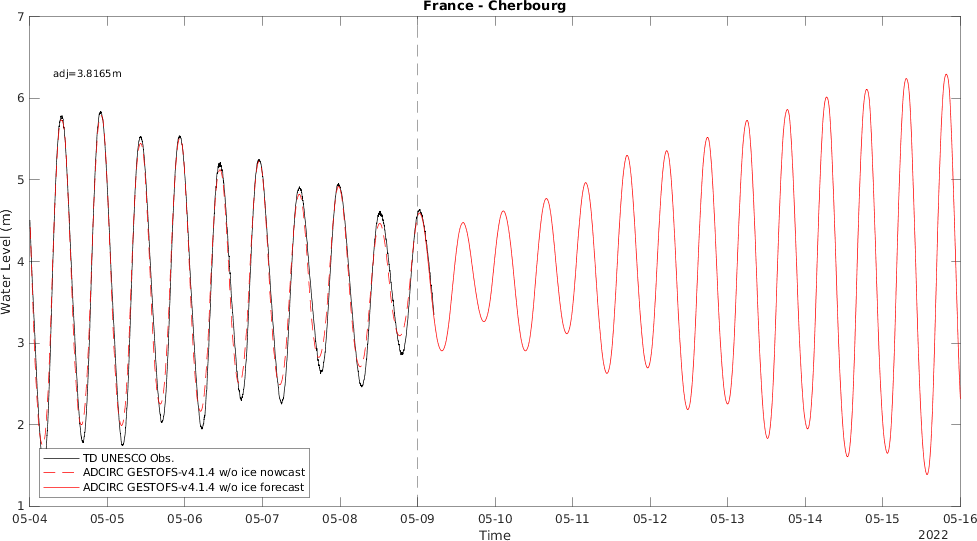 France - Cherbourg
adj=3.8165m
7
6
5
4
3
2
1
Water Level (m)
TD UNESCO Obs.
ADCIRC GESTOFS-v4.1.4 w/o ice nowcast
ADCIRC GESTOFS-v4.1.4 w/o ice forecast
05-04 05-05 05-06 05-07 05-08 05-09 05-10 05-11 05-12 05-13 05-14 05-15 05-16
Time
2022